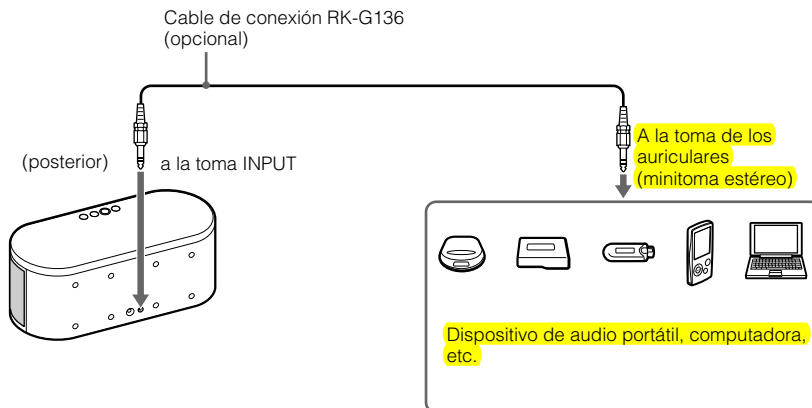 Cable de conexión RK-G136
(opcional)
(posterior)
a la toma INPUT
A la toma de los
auriculares
(minitoma estéreo)
Dispositivo de audio portátil, computadora,
etc.